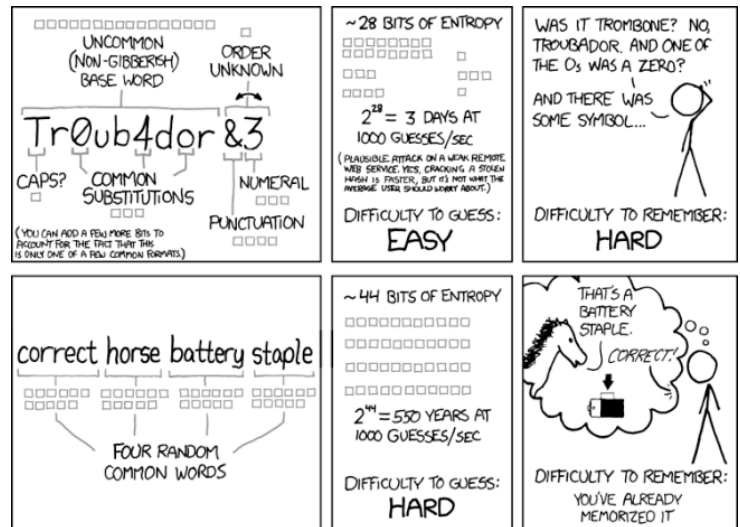 UNCOMMON
(NON-GIBBERISH)
BASE WORD
ORDER
UNKNOWN
Tr0ub4dor &3
CAPS?
COMMON
SUBSTITUTIONS
NUMERAL
PUNCTUATION
(YOU CAN ADD A FEW MORE BITS TO
ACCOUNT FOR THE FACT THAT THIS
IS ONLY ONE OF A FEW COMMON FORMATS.)
~28 BITS OF ENTROPY
2^28 = 3 DAYS AT
1000 GUESSES/SEC
(PLAUSIBLE ATTACK ON A WEAK REMOTE
WEB SERVICE. YES, CRACKING A STOLEN
HASH IS FASTER, BUT IT'S NOT WHAT THE
AVERAGE USER SHOULD WORRY ABOUT.)
DIFFICULTY TO GUESS:
EASY
WAS IT TROMBONE? NO,
TROUBADOR. AND ONE OF
THE Os WAS A ZERO?
AND THERE WAS
SOME SYMBOL...
DIFFICULTY TO REMEMBER:
HARD
correct horse battery staple
FOUR RANDOM
COMMON WORDS
~44 BITS OF ENTROPY
2^44 = 550 YEARS AT
1000 GUESSES/SEC
DIFFICULTY TO GUESS:
HARD
THAT'S A
BATTERY
STAPLE.
CORRECT!
DIFFICULTY TO REMEMBER:
YOU'VE ALREADY
MEMORIZED IT